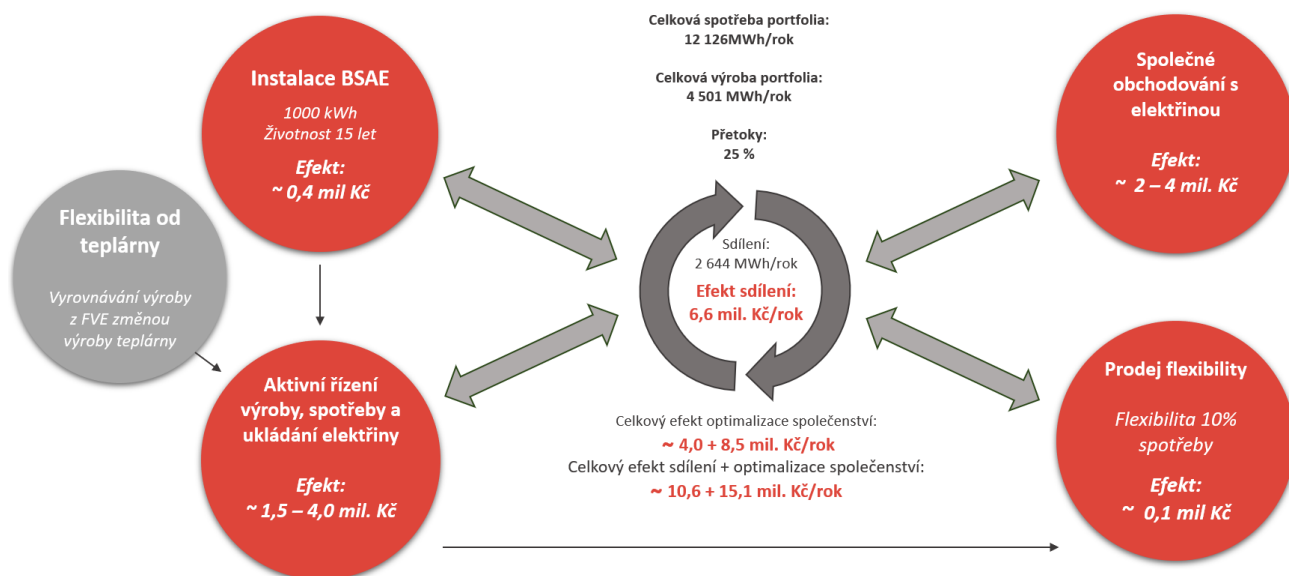 Celková spotřeba portfolia:
12 126MWh/rok
Celková výroba portfolia:
4 501 MWh/rok
Přetoky:
25 %
Instalace BSAE
1000 kWh
Životnost 15 let
Efekt:
~ 0,4 mil Kč
Společné
obchodování s
elektřinou
Efekt:
~ 2 – 4 mil. Kč
Flexibilita od
teplárny
Vyrovnávání výroby
z FVE změnou
výroby teplárny
Sdílení:
2 644 MWh/rok
Efekt sdílení:
6,6 mil. Kč/rok
Aktivní řízení
výroby, spotřeby a
ukládání elektřiny
Efekt:
~ 1,5 – 4,0 mil. Kč
Celkový efekt optimalizace společenství:
~ 4,0 + 8,5 mil. Kč/rok
Celkový efekt sdílení + optimalizace společenství:
~ 10,6 + 15,1 mil. Kč/rok
Prodej flexibility
Flexibilita 10%
spotřeby
Efekt:
~ 0,1 mil Kč